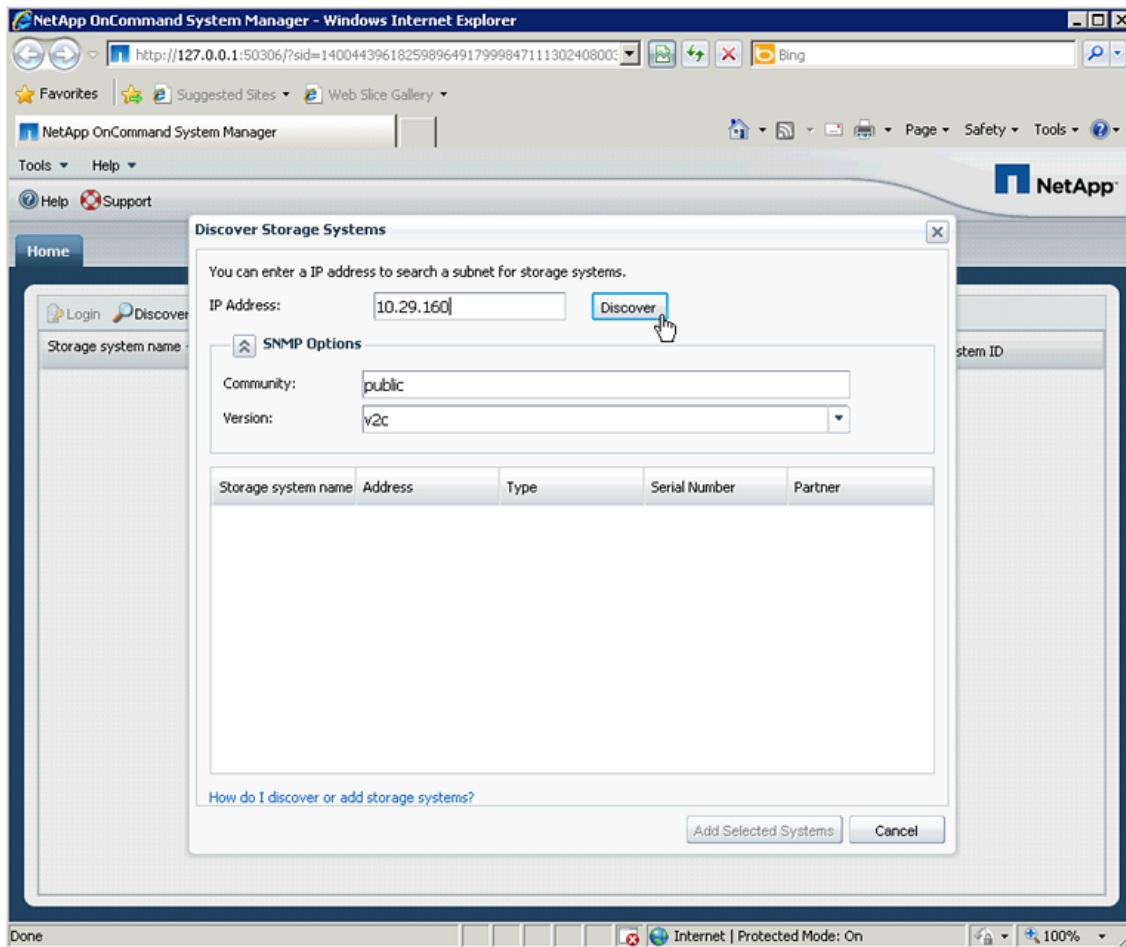 NetApp OnCommand System Manager - Windows Internet Explorer
http://127.0.0.1:50306/?sid=140044396182598964917999847111302408003
Bing
Favorites Suggested Sites Web Slice Gallery
NetApp OnCommand System Manager
Page Safety Tools
Tools Help
NetApp
Help Support
Home
Login Discover
Storage system name
stem ID
Discover Storage Systems
You can enter a IP address to search a subnet for storage systems.
IP Address: 10.29.160 Discover
SNMP Options
Community: public
Version: v2c
Storage system name Address Type Serial Number Partner
How do I discover or add storage systems?
Add Selected Systems Cancel
Done Internet | Protected Mode: On 100%